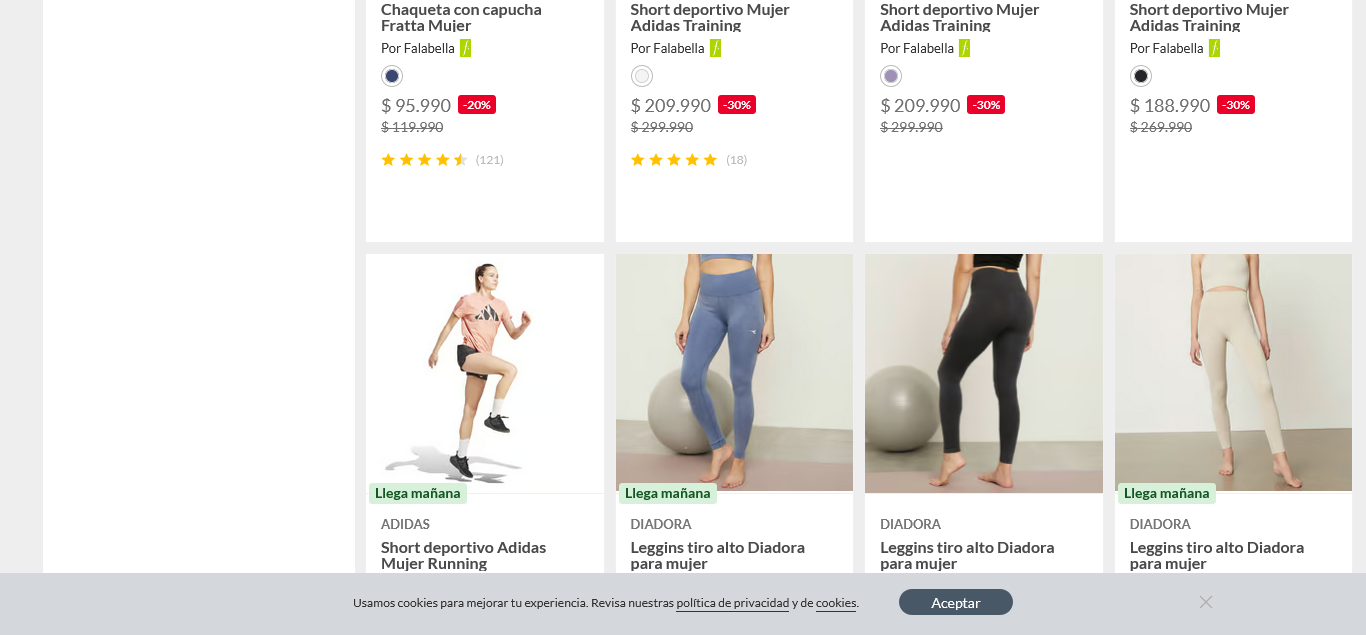 Chaqueta con capucha
Fratta Mujer
Por Falabella
$ 95.990 -20%
$ 119.990
(121)
Short deportivo Mujer
Adidas Training
Por Falabella
$ 209.990 -30%
$ 299.990
(18)
Short deportivo Mujer
Adidas Training
Por Falabella
$ 209.990 -30%
$ 299.990
Short deportivo Mujer
Adidas Training
Por Falabella
$ 188.990 -30%
$ 269.990
Llega mañana
ADIDAS
Short deportivo Adidas
Mujer Running
Llega mañana
DIADORA
Leggins tiro alto Diadora
para mujer
DIADORA
Leggins tiro alto Diadora
para mujer
Llega mañana
DIADORA
Leggins tiro alto Diadora
para mujer
Usamos cookies para mejorar tu experiencia. Revisa nuestras política de privacidad y de cookies.
Aceptar